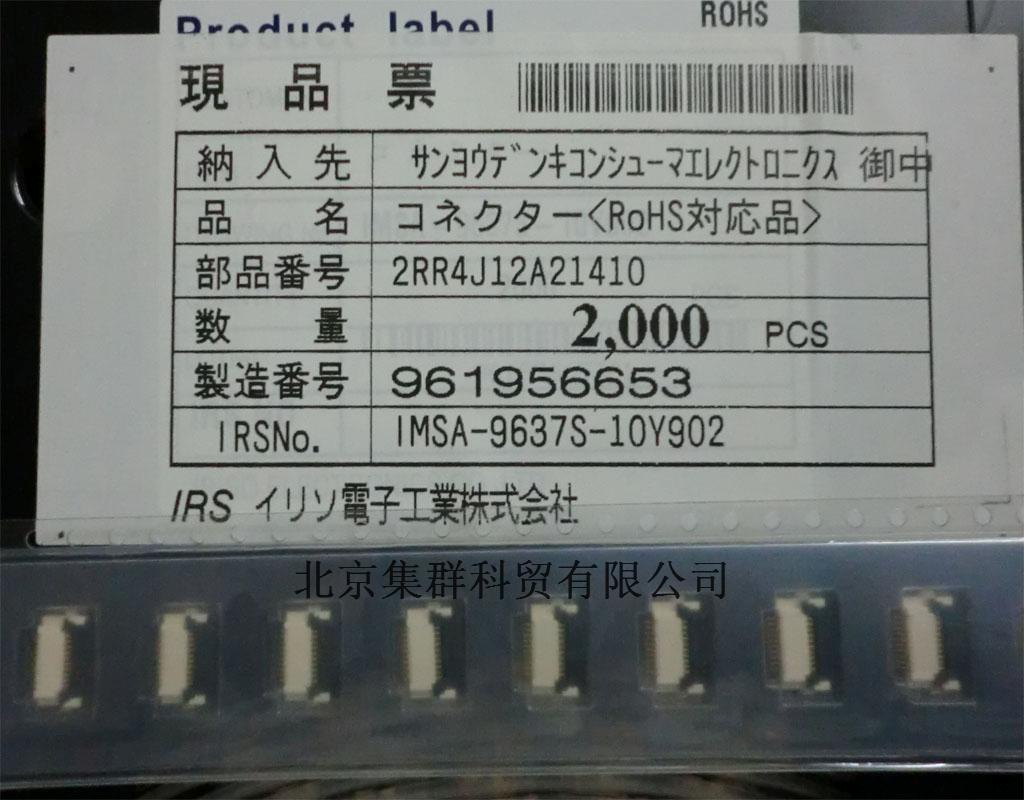 Product label
ROHS
現品票
納入先 サンヨウデンキコンシューマエレクトロニクス 御中
品名 コネクター<RoHS対応品>
部品番号 2RR4J12A21410
数量 2,000 PCS
製造番号 961956653
IRSNo. IMSA-9637S-10Y902
IRS イリソ電子工業株式会社
北京集群科贸有限公司